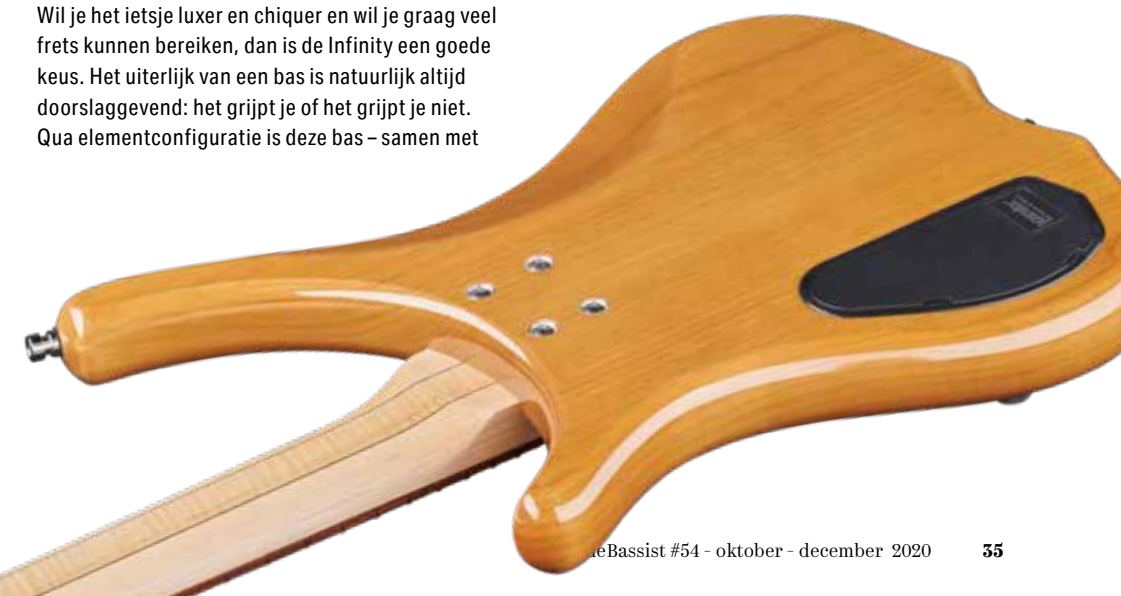 Wil je het ietsje luxer en chiquer en wil je graag veel
frets kunnen bereiken, dan is de Infinity een goede
keus. Het uiterlijk van een bas is natuurlijk altijd
doorslaggevend: het grijpt je of het grijpt je niet.
Qua elementconfiguratie is deze bas – samen met
eBassist #54 - oktober - december 2020 35